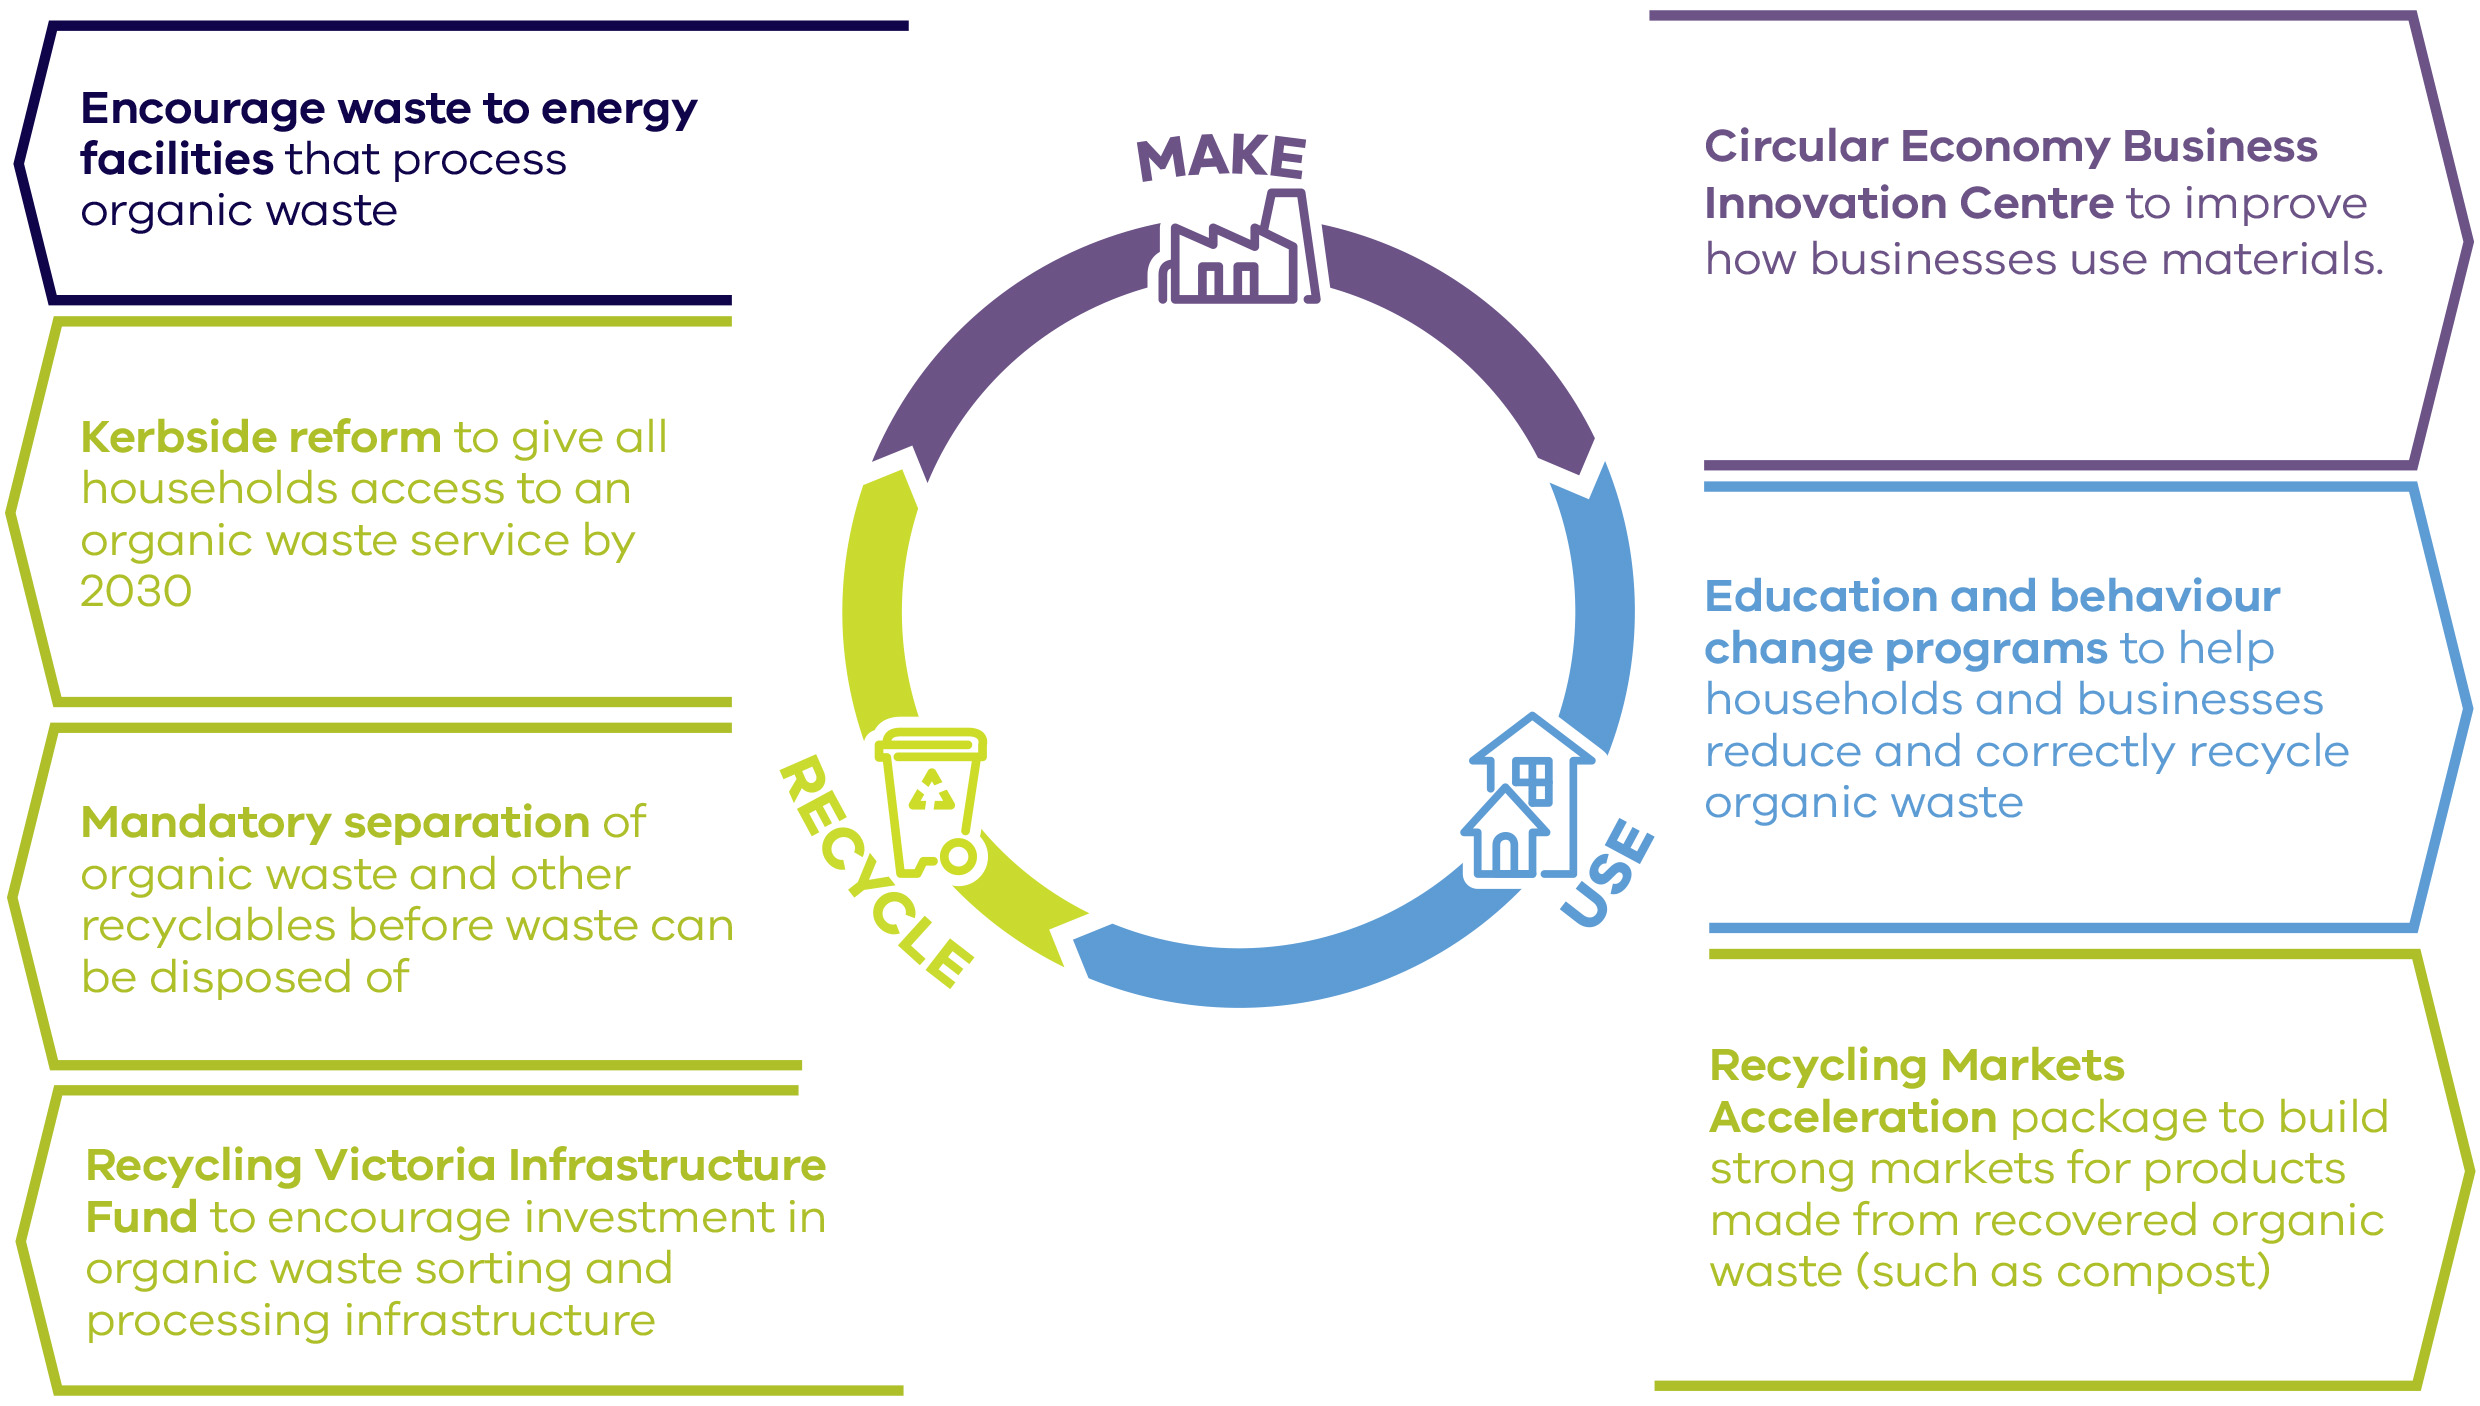 Encourage waste to energy
facilities that process
organic waste
Kerbside reform to give all
households access to an
organic waste service by
2030
Mandatory separation of
organic waste and other
recyclables before waste can
be disposed of
Recycling Victoria Infrastructure
Fund to encourage investment in
organic waste sorting and
processing infrastructure
MAKE
USE
RECYCLE
Circular Economy Business
Innovation Centre to improve
how businesses use materials.
Education and behaviour
change programs to help
households and businesses
reduce and correctly recycle
organic waste
Recycling Markets
Acceleration package to build
strong markets for products
made from recovered organic
waste (such as compost)